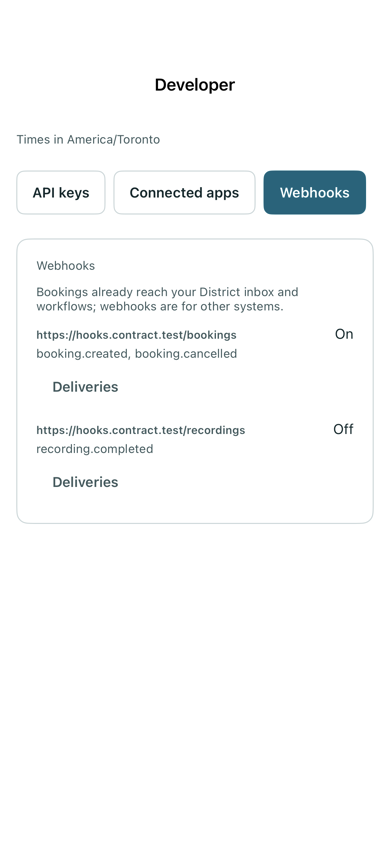 Developer
Times in America/Toronto
API keys
Connected apps
Webhooks
Webhooks
Bookings already reach your District inbox and
workflows; webhooks are for other systems.
https://hooks.contract.test/bookings
On
booking.created, booking.cancelled
Deliveries
https://hooks.contract.test/recordings
Off
recording.completed
Deliveries